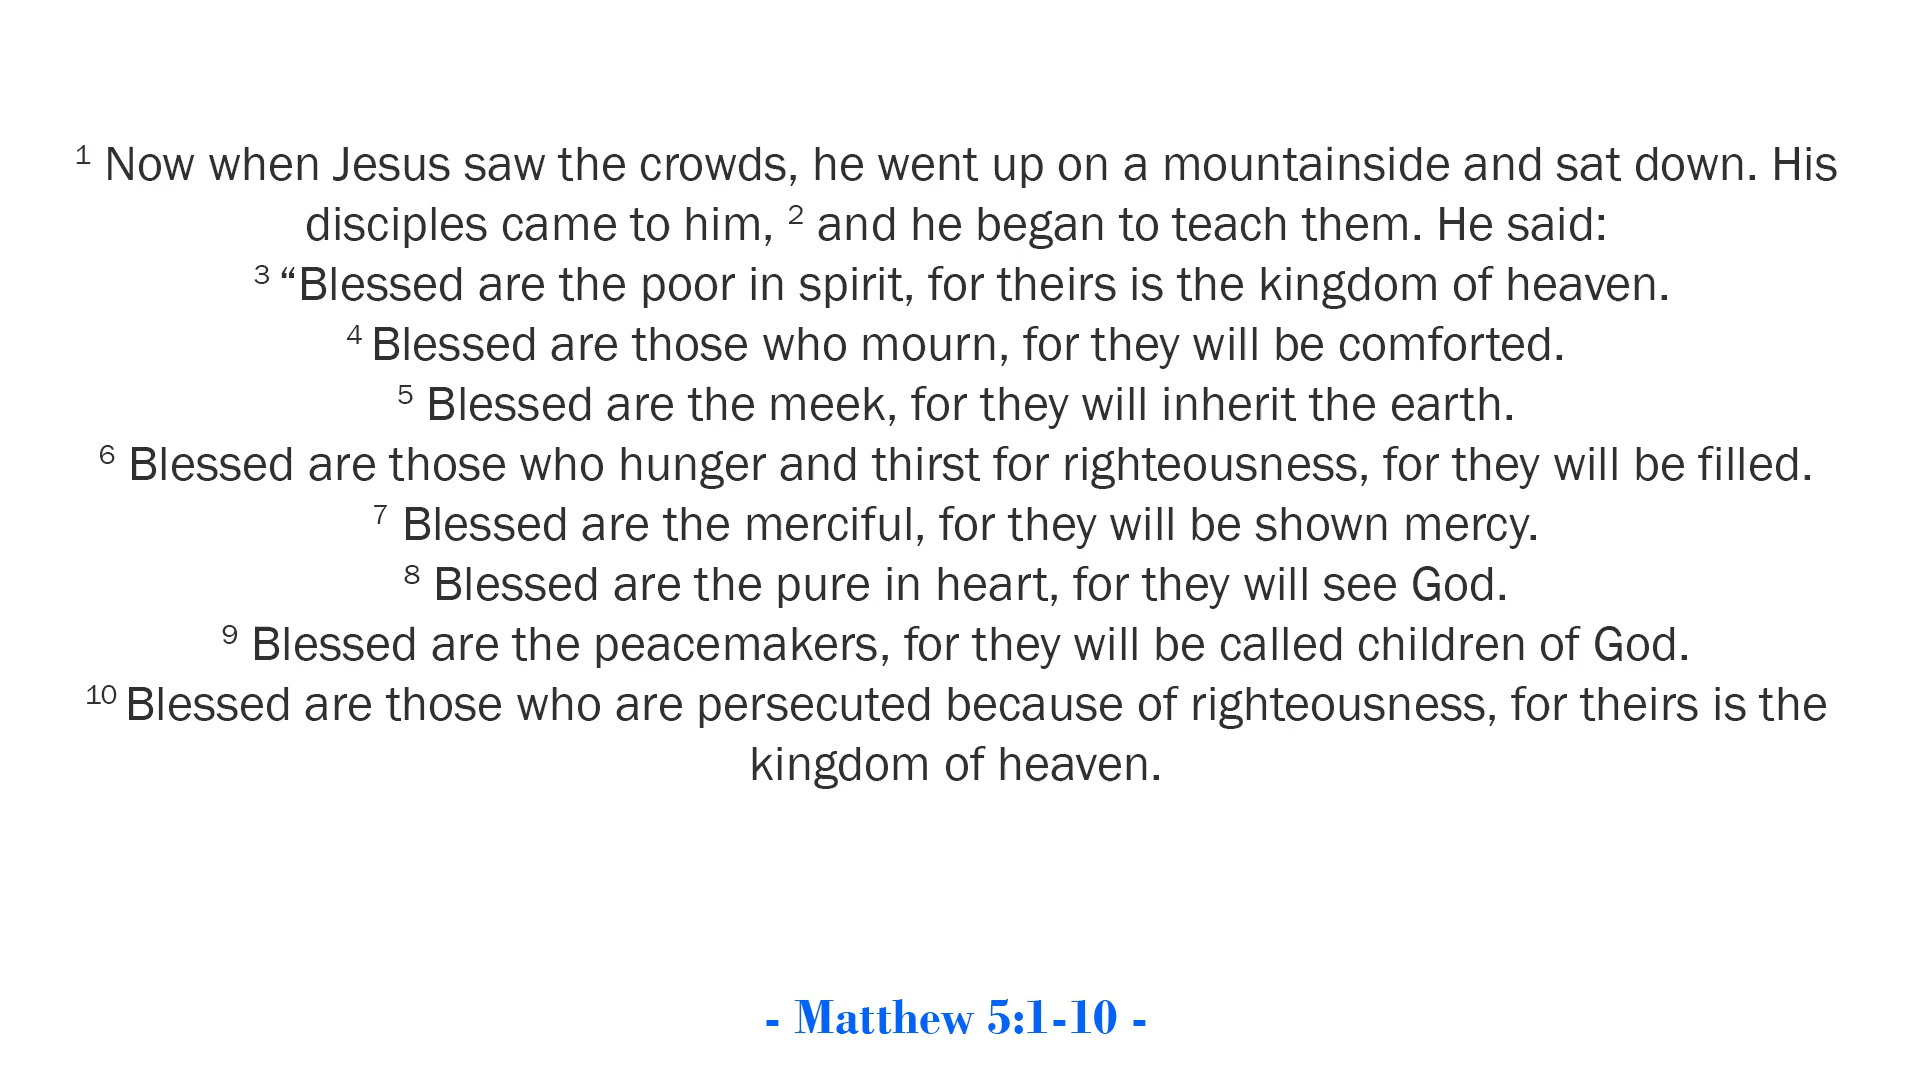 1 Now when Jesus saw the crowds, he went up on a mountainside and sat down. His
disciples came to him, 2 and he began to teach them. He said:
3 “Blessed are the poor in spirit, for theirs is the kingdom of heaven.
4 Blessed are those who mourn, for they will be comforted.
5 Blessed are the meek, for they will inherit the earth.
6 Blessed are those who hunger and thirst for righteousness, for they will be filled.
7 Blessed are the merciful, for they will be shown mercy.
8 Blessed are the pure in heart, for they will see God.
9 Blessed are the peacemakers, for they will be called children of God.
10 Blessed are those who are persecuted because of righteousness, for theirs is the
kingdom of heaven.
- Matthew 5:1-10 -